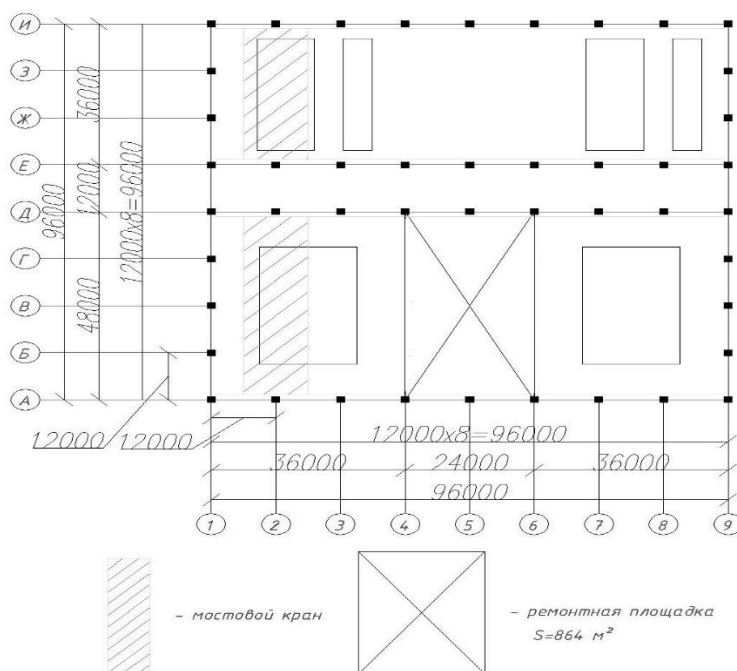 И
З
Ж
Е
Д
Г
В
Б
А
96000
36000
12000
48000
12000х8=96000
12000
12000
12000х8=96000
36000 24000 36000
96000
1 2 3 4 5 6 7 8 9
- мостовой кран
- ремонтная площадка
S=864 м²